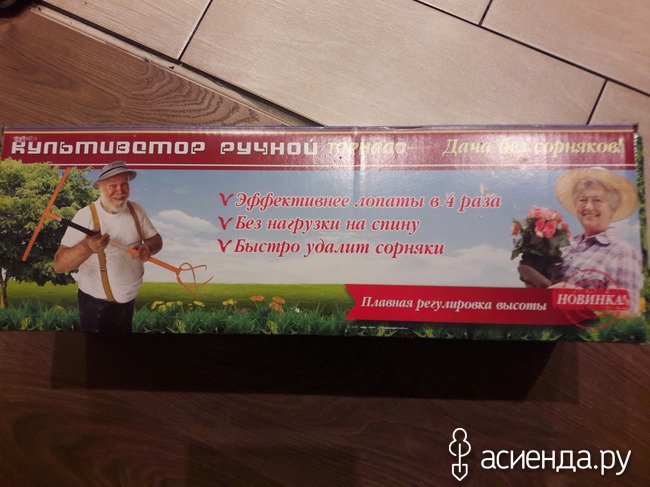 Культиватор ручной ТОРНАДО - Дача без сорняков!
Эффективнее лопаты в 4 раза
Без нагрузки на спину
Быстро удалит сорняки
Плавная регулировка высоты
НОВИНКА!
асиенда.ру